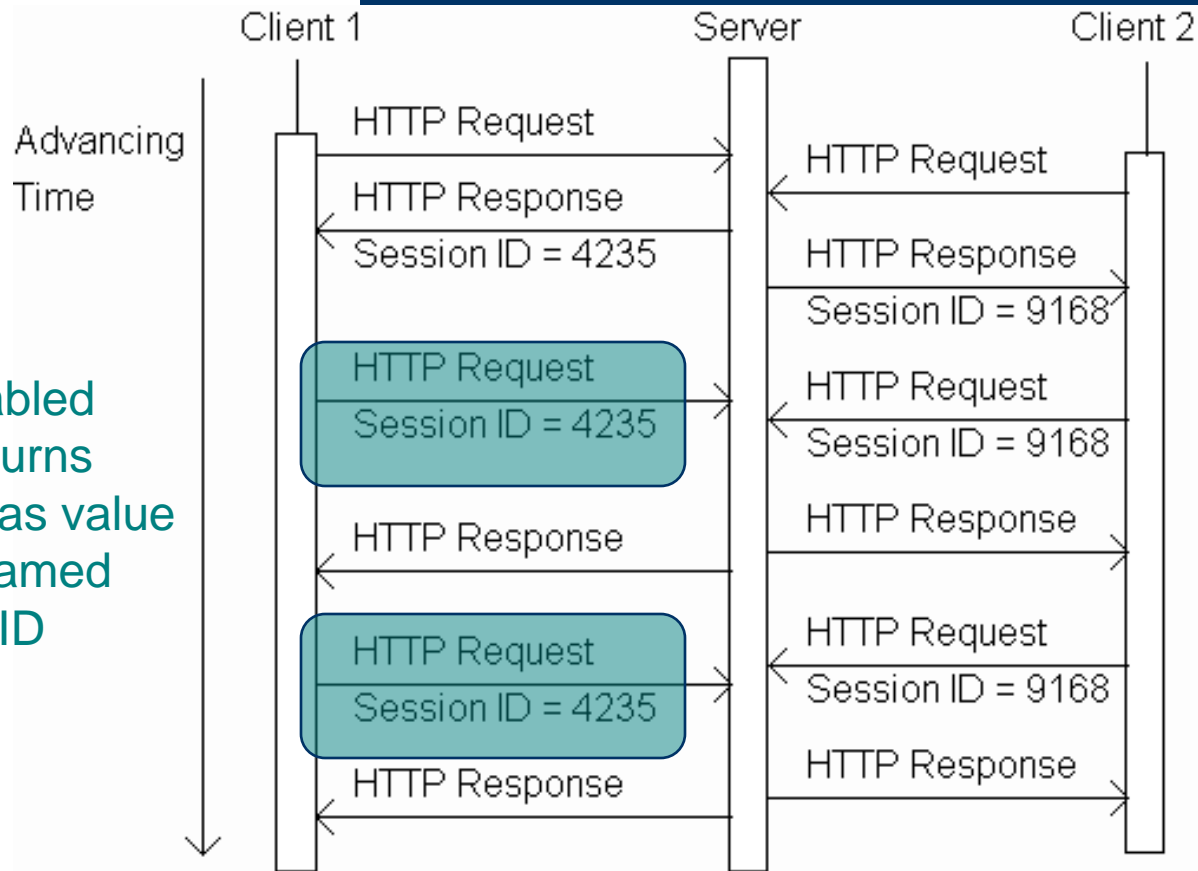 Client 1
Server
Client 2
Advancing
Time
HTTP Request
HTTP Request
HTTP Response
Session ID = 4235
HTTP Response
Session ID = 9168
HTTP Request
Session ID = 4235
HTTP Request
Session ID = 9168
abled
urns
as value
amed
ID
HTTP Response
HTTP Response
HTTP Request
Session ID = 4235
HTTP Request
Session ID = 9168
HTTP Response
HTTP Response